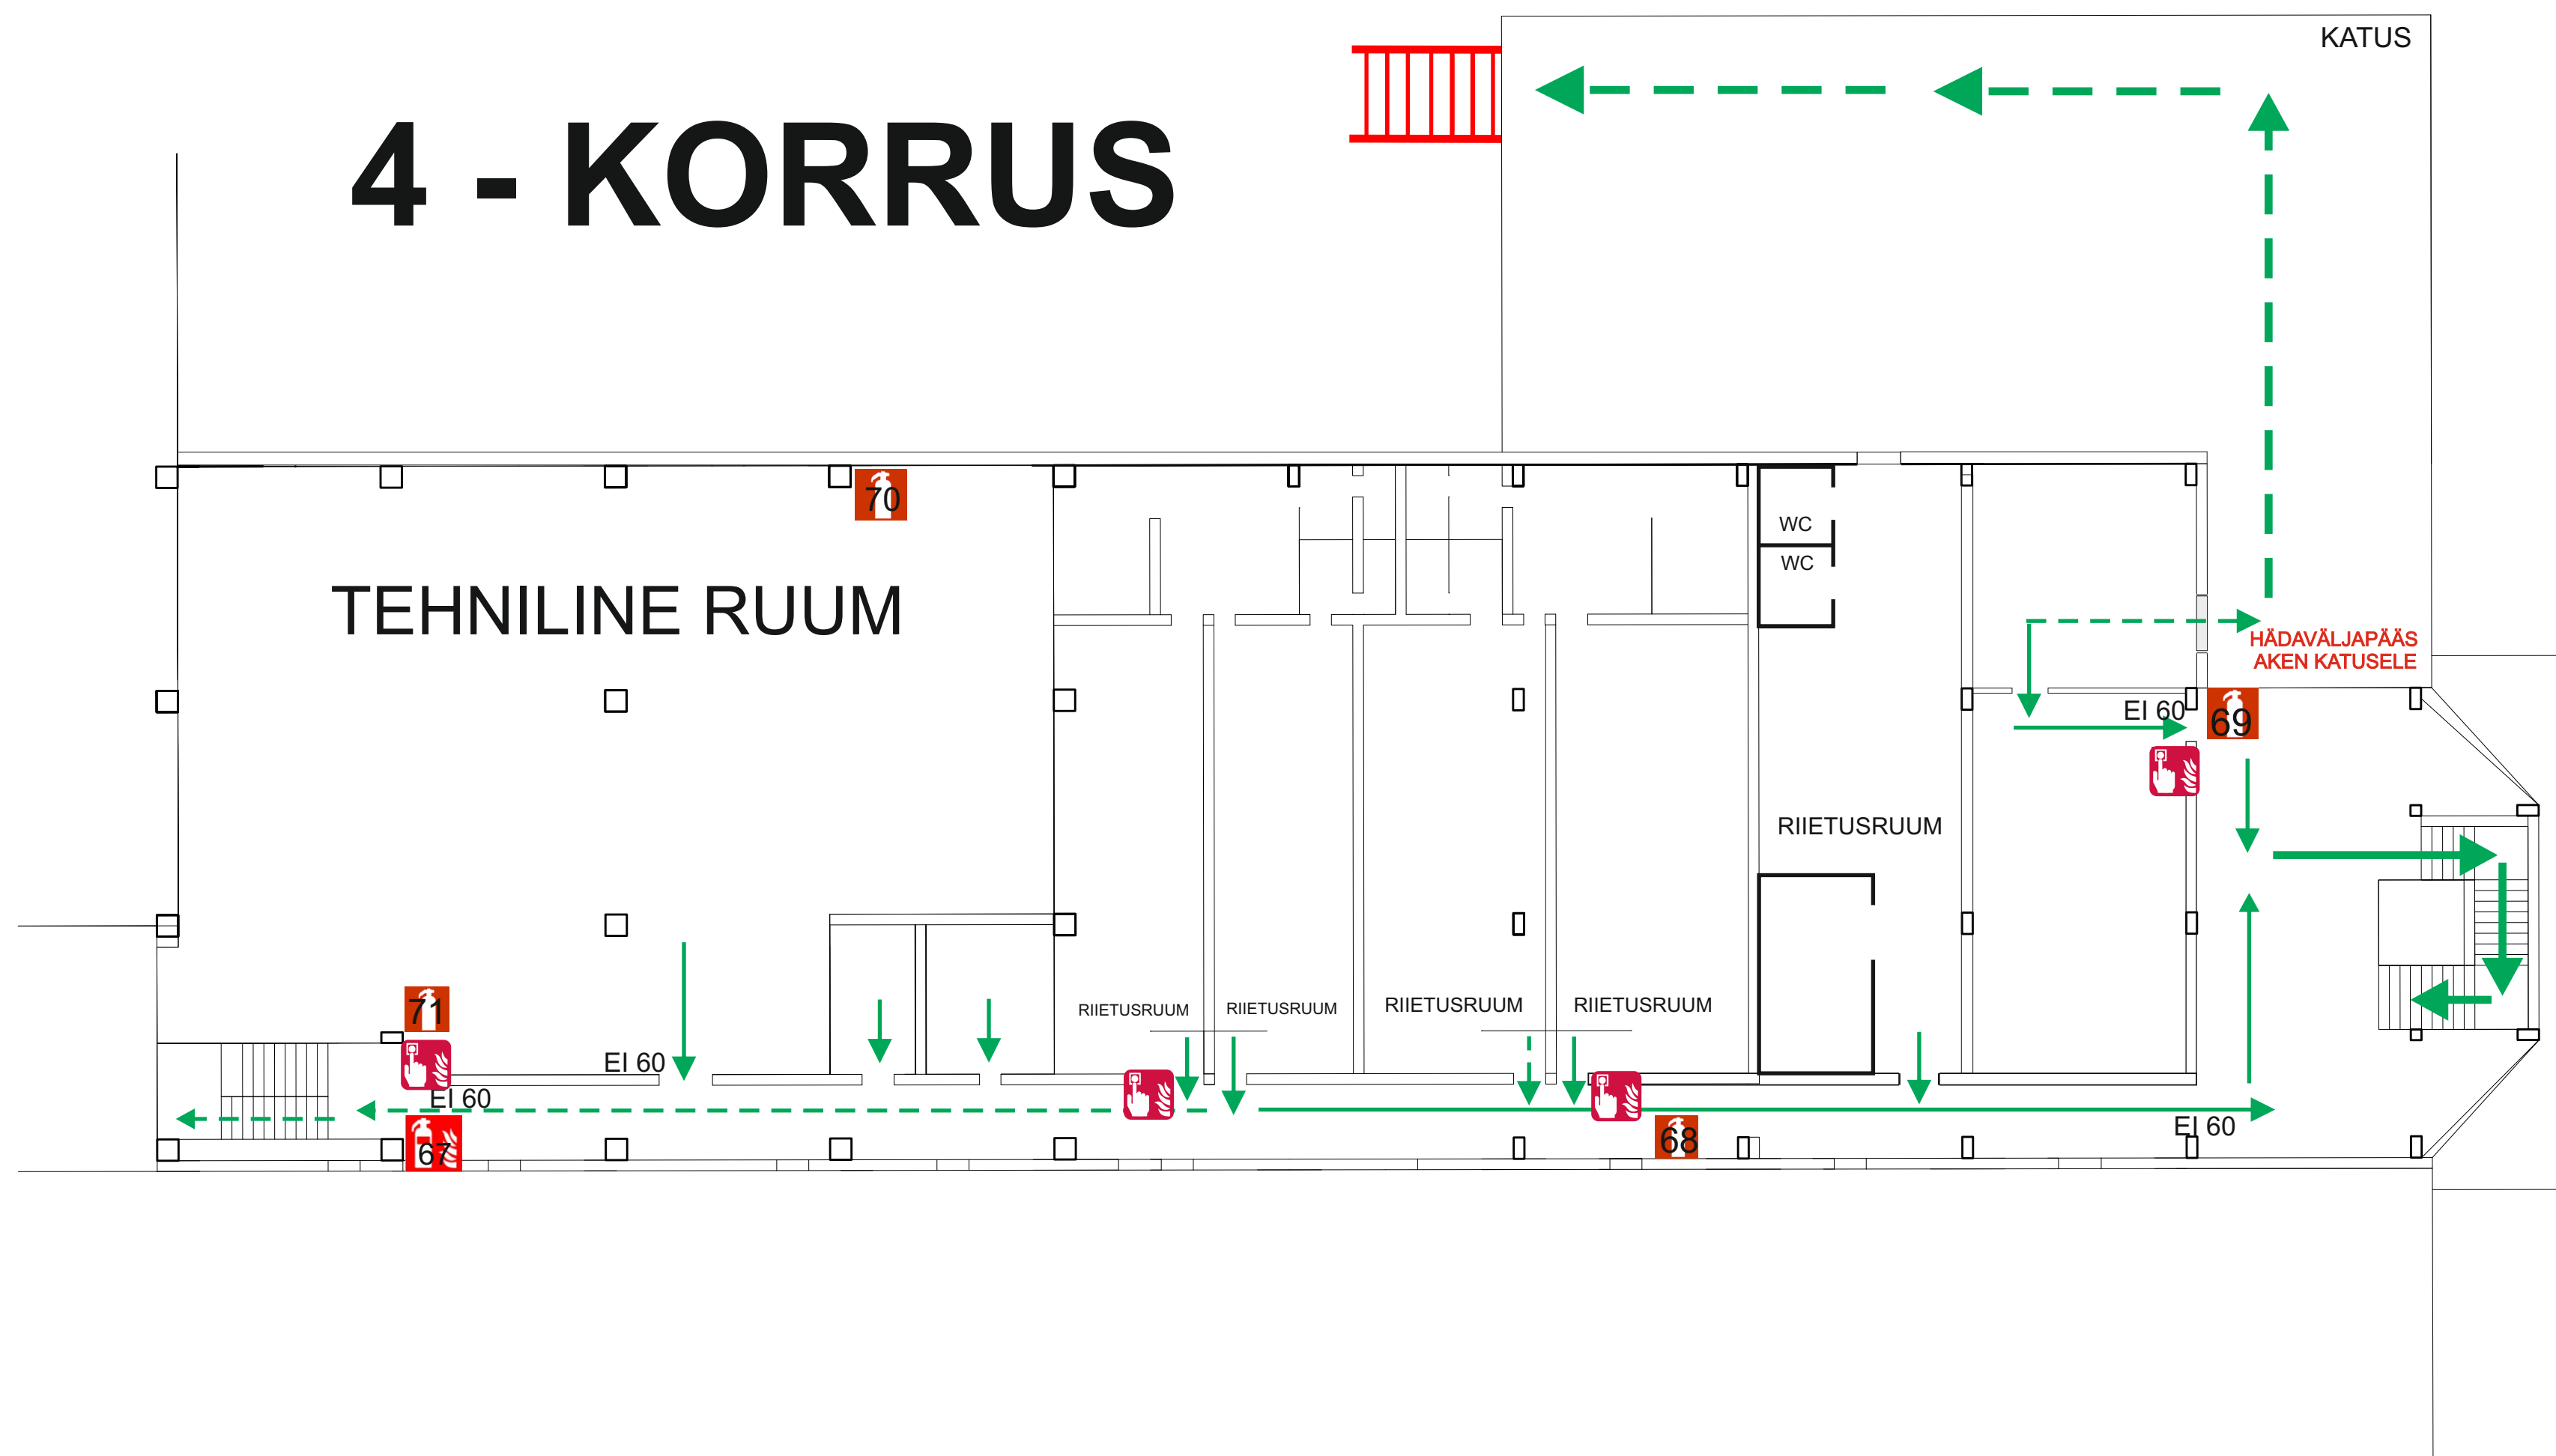 KATUS
4 - KORRUS
70
WC
WC
TEHNILINE RUUM
HÄDAVÄLJAPÄÄS
AKEN KATUSELE
EI 60
69
RIIETUSRUUM
71
RIIETUSRUUM
RIIETUSRUUM
RIIETUSRUUM
RIIETUSRUUM
EI 60
EI 60
67
68
EI 60